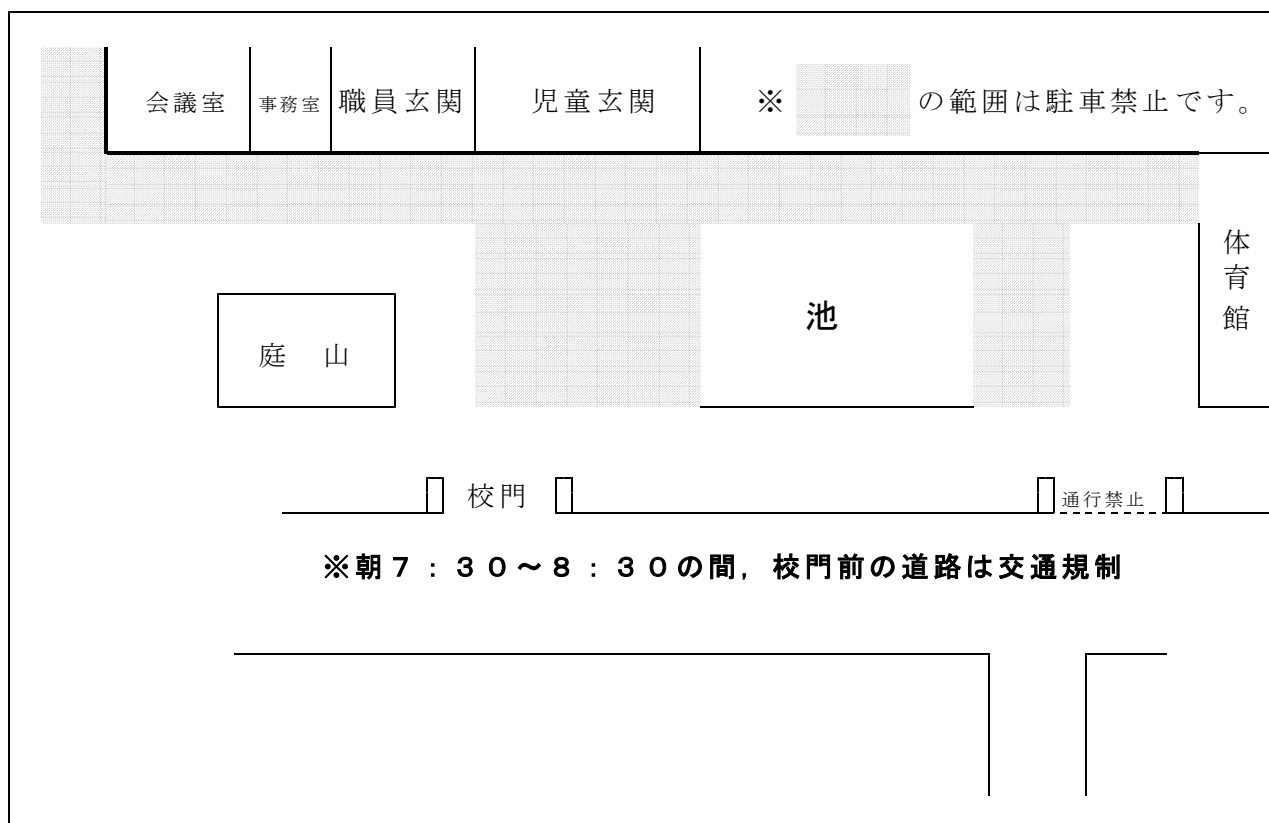 会議室 事務室 職員玄関 児童玄関 ※ の範囲は駐車禁止です。
体育館
池
庭 山
校門
通行禁止
※朝７：３０～８：３０の間，校門前の道路は交通規制